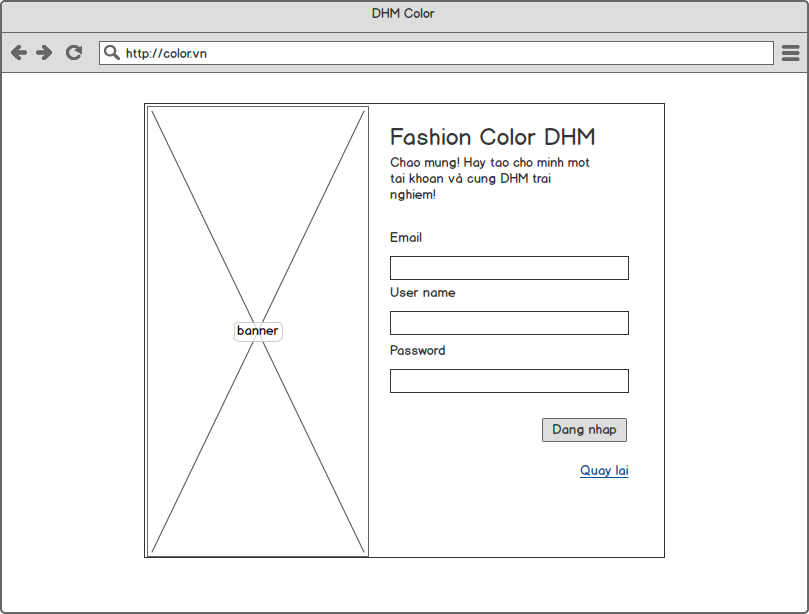 DHM Color
http://color.vn
Fashion Color DHM
Chao mung! Hay tao cho minh mot
tai khoan và cung DHM trai
nghiem!
Email
User name
banner
Password
Dang nhap
Quay lai